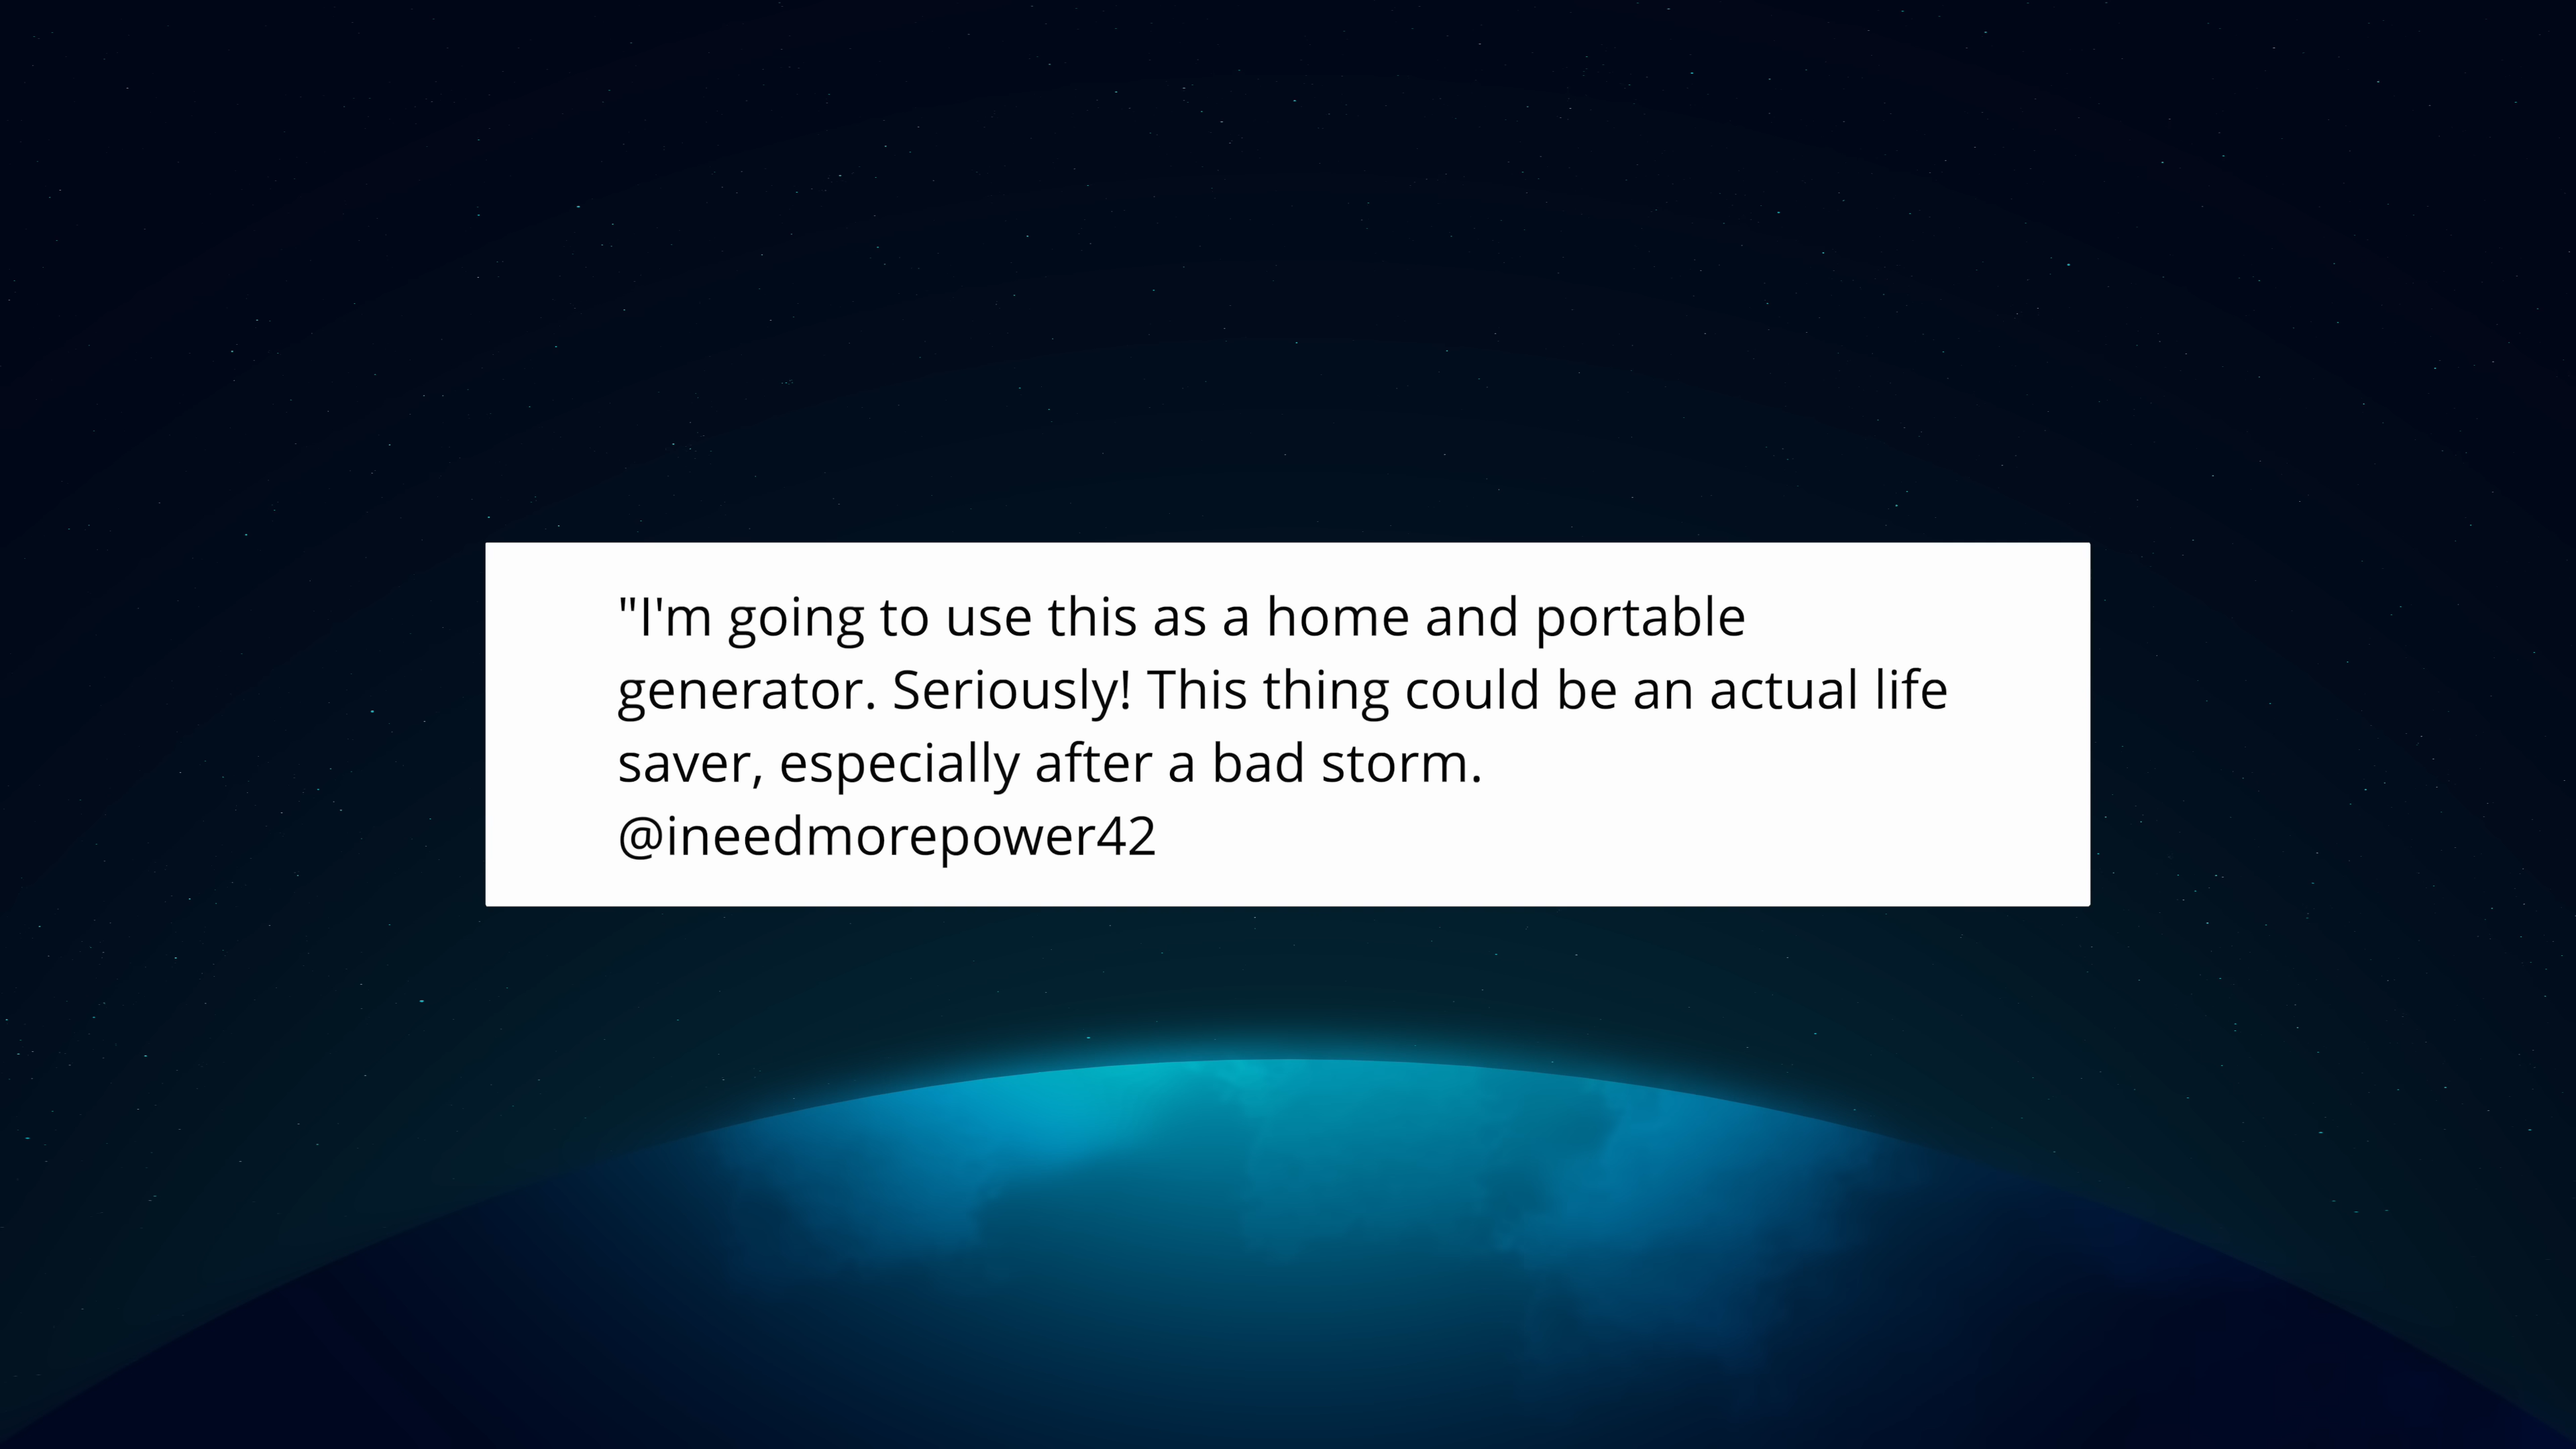 "I'm going to use this as a home and portable
generator. Seriously! This thing could be an actual life
saver, especially after a bad storm.
@ineedmorepower42